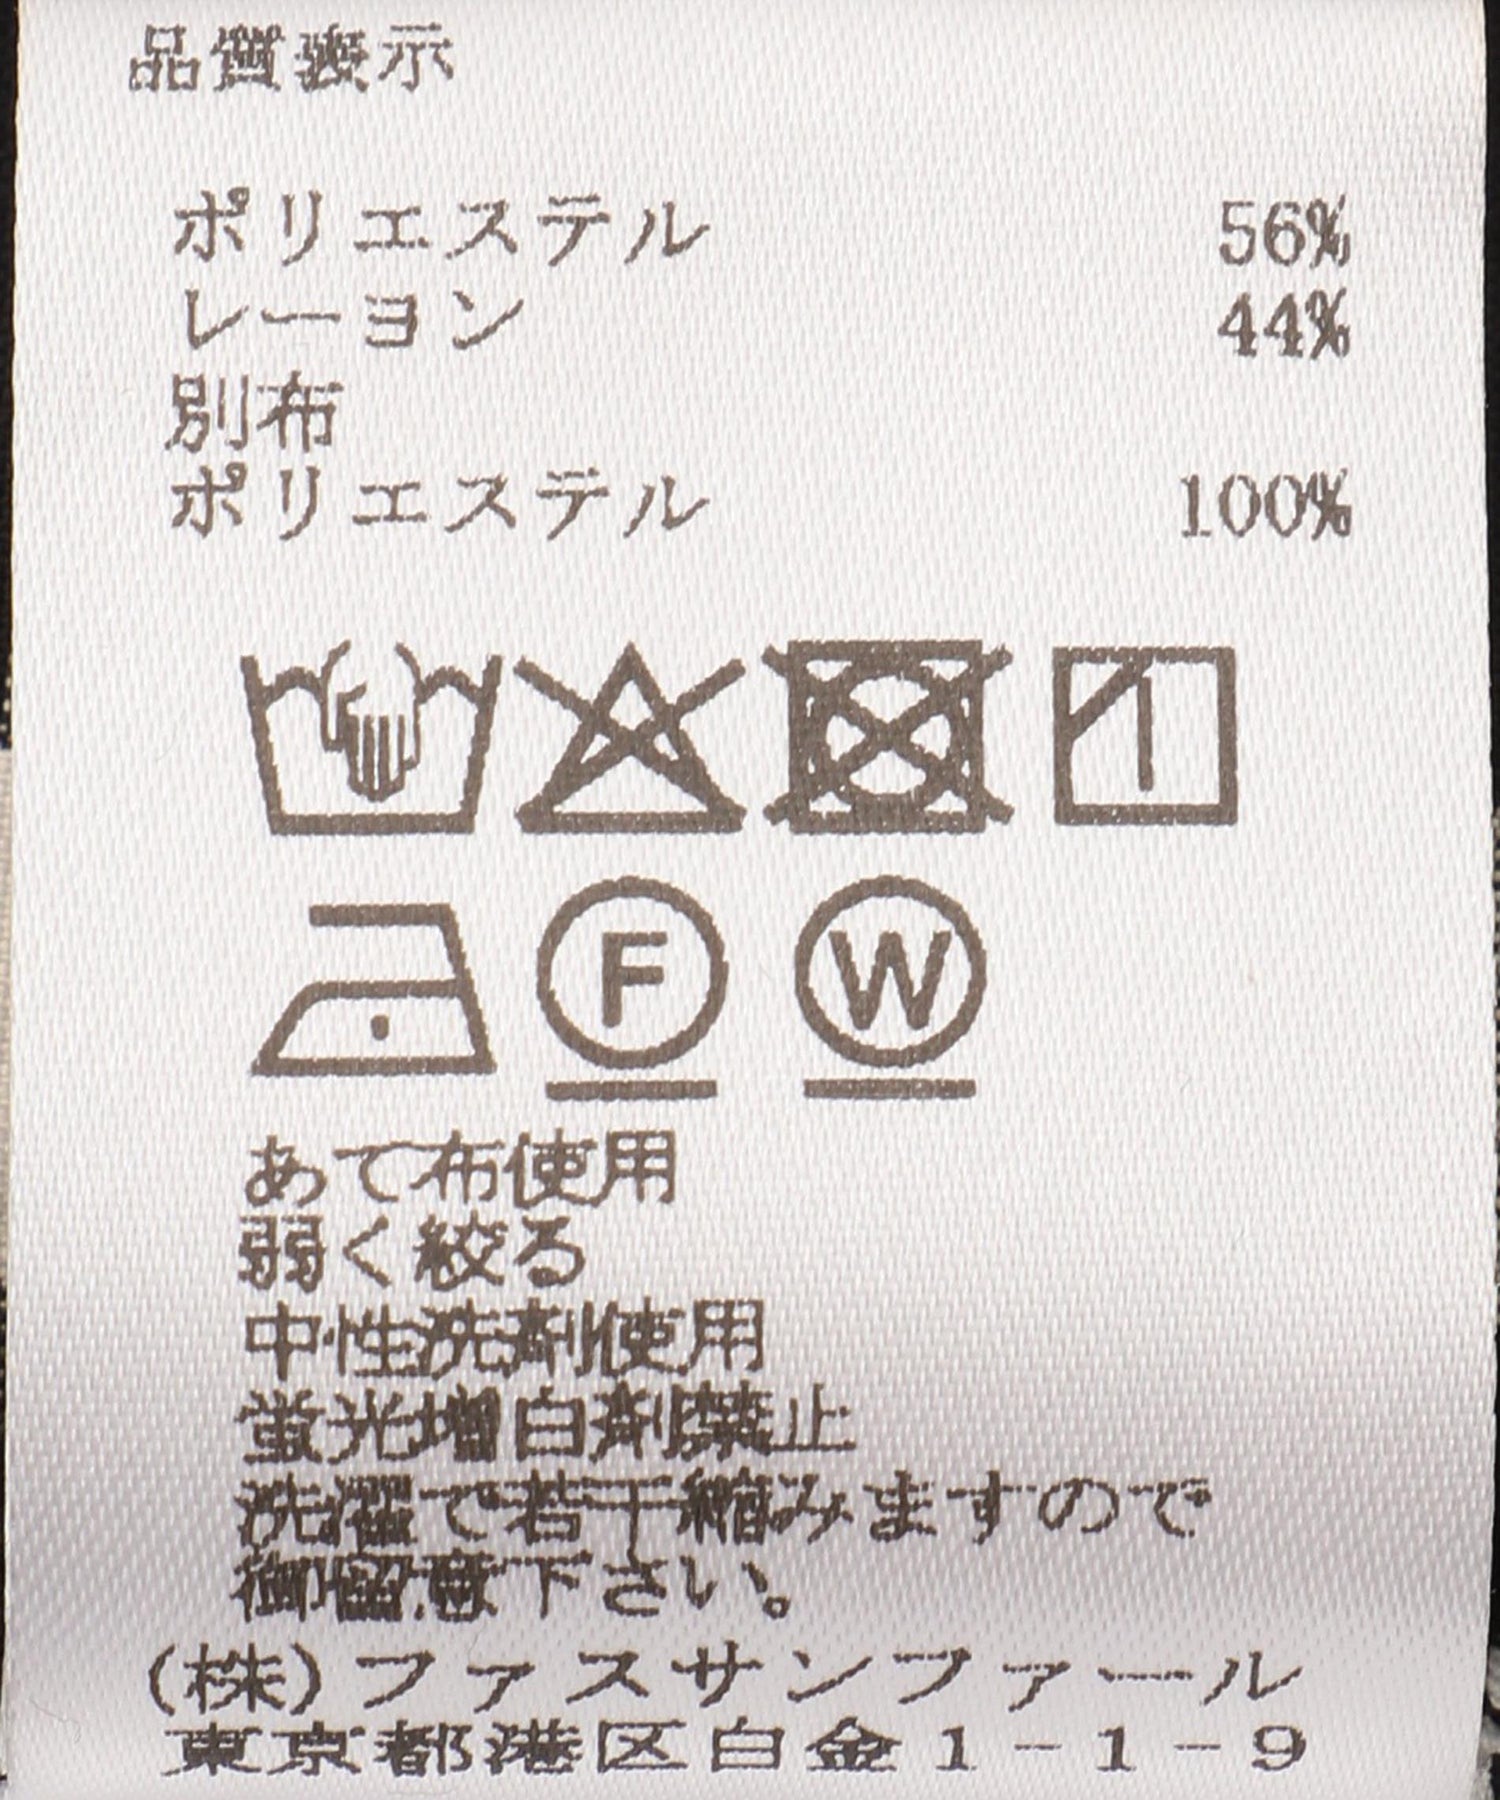 品質表示
ポリエステル 56%
レーヨン 44%
別布
ポリエステル 100%
F W
あて布使用
弱く絞る
中性洗剤使用
蛍光増白剤禁止
洗濯で若干縮みますので
御留意下さい。
(株)ファスサンファール
東京都港区白金1-1-9